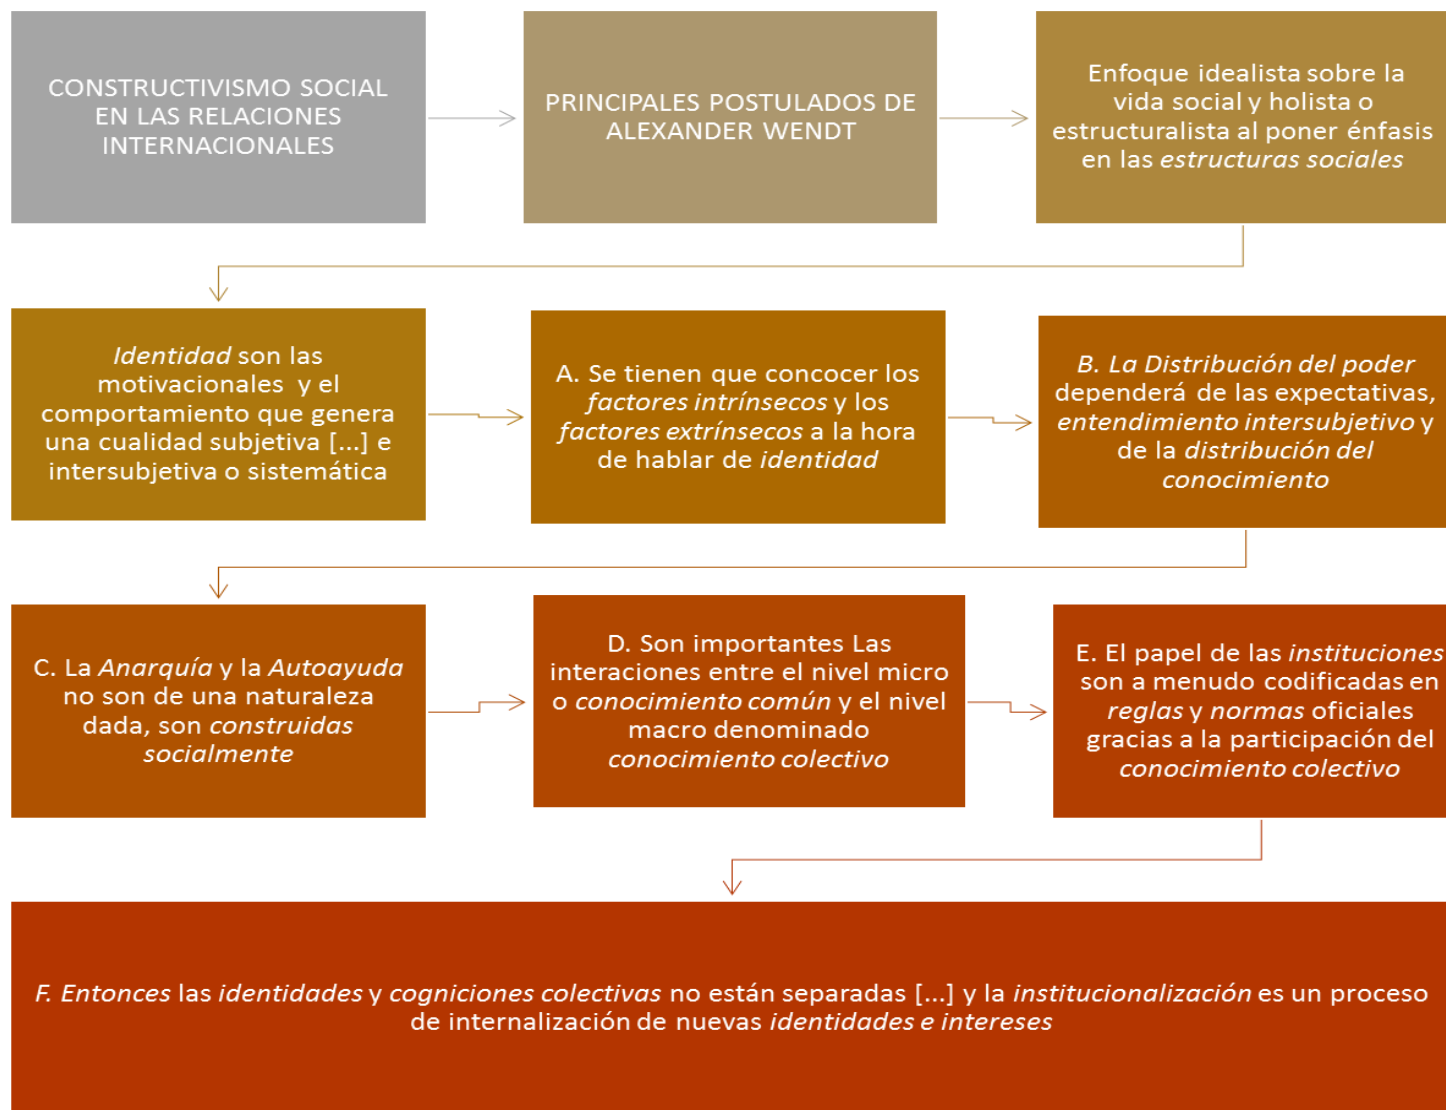 CONSTRUCTIVISMO SOCIAL
EN LAS RELACIONES
INTERNACIONALES
PRINCIPALES POSTULADOS DE
ALEXANDER WENDT
Enfoque idealista sobre la
vida social y holista o
estructuralista al poner énfasis
en las estructuras sociales
Identidad son las
motivacionales y el
comportamiento que genera
una cualidad subjetiva [...] e
intersubjetiva o sistemática
A. Se tienen que concocer los
factores intrínsecos y los
factores extrínsecos a la hora
de hablar de identidad
B. La Distribución del poder
dependerá de las expectativas,
entendimiento intersubjetivo y
de la distribución del
conocimiento
C. La Anarquía y la Autoayuda
no son de una naturaleza
dada, son construidas
socialmente
D. Son importantes Las
interaciones entre el nivel micro
o conocimiento común y el nivel
macro denominado
conocimiento colectivo
E. El papel de las instituciones
son a menudo codificadas en
reglas y normas oficiales
gracias a la participación del
conocimiento colectivo
F. Entonces las identidades y cogniciones colectivas no están separadas [...] y la institucionalización es un proceso
de internalización de nuevas identidades e intereses